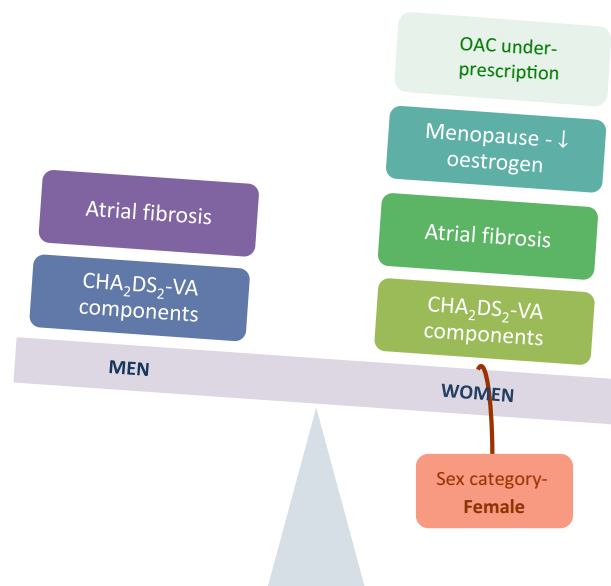 OAC under-
prescription
Menopause - ↓
oestrogen
Atrial fibrosis
Atrial fibrosis
CHA₂DS₂-VA
components
CHA₂DS₂-VA
components
MEN
WOMEN
Sex category-
Female